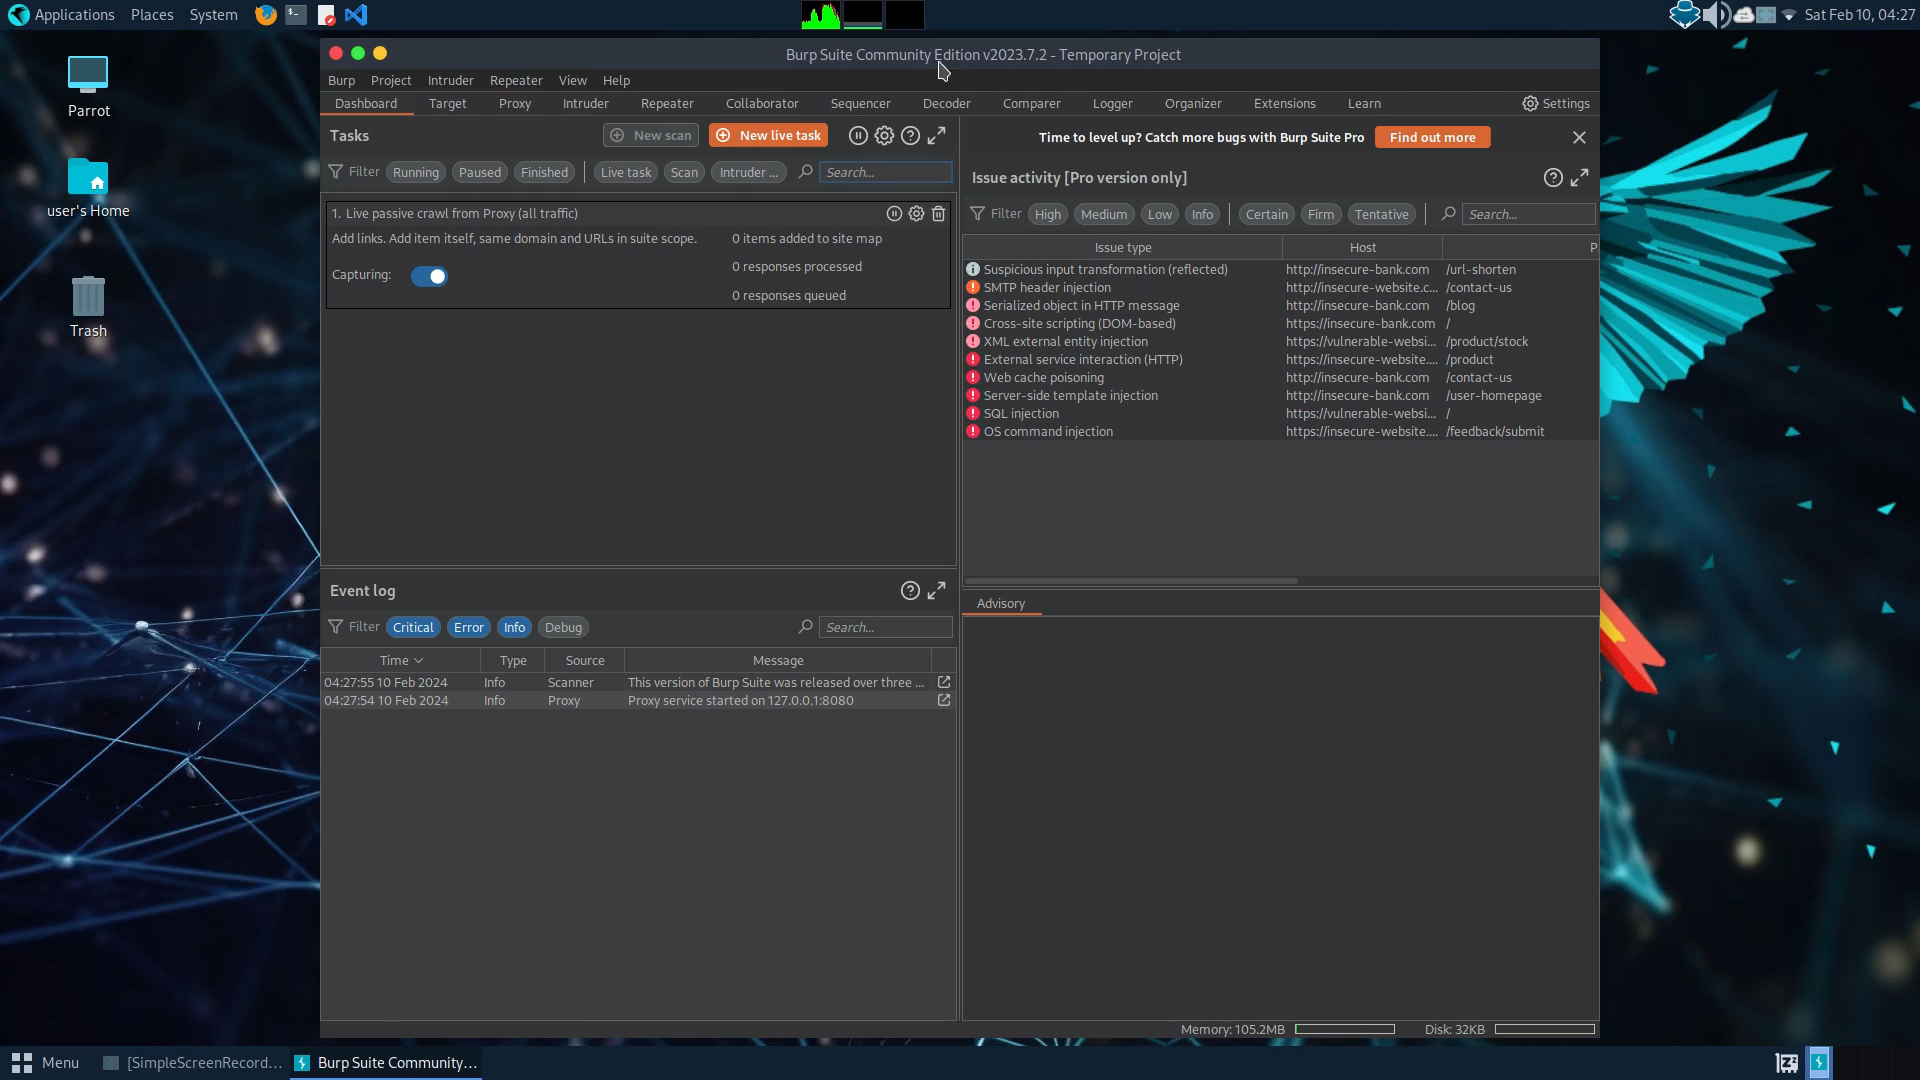 Applications Places System
Sat Feb 10, 04:27
Parrot
user's Home
Trash
Burp Suite Community Edition v2023.7.2 - Temporary Project
Burp Project Intruder Repeater View Help
Dashboard Target Proxy Intruder Repeater Collaborator Sequencer Decoder Comparer Logger Organizer Extensions Learn Settings
Tasks
New scan New live task
Filter Running Paused Finished Live task Scan Intruder ... Search...
1. Live passive crawl from Proxy (all traffic)
Add links. Add item itself, same domain and URLs in suite scope.
0 items added to site map
Capturing:
0 responses processed
0 responses queued
Event log
Filter Critical Error Info Debug Search...
Time Type Source Message
04:27:55 10 Feb 2024 Info Scanner This version of Burp Suite was released over three ...
04:27:54 10 Feb 2024 Info Proxy Proxy service started on 127.0.0.1:8080
Time to level up? Catch more bugs with Burp Suite Pro Find out more
Issue activity [Pro version only]
Filter High Medium Low Info Certain Firm Tentative Search...
Issue type Host P
Suspicious input transformation (reflected) http://insecure-bank.com /url-shorten
SMTP header injection http://insecure-website.c... /contact-us
Serialized object in HTTP message http://insecure-bank.com /blog
Cross-site scripting (DOM-based) https://insecure-bank.com /
XML external entity injection https://vulnerable-websi... /product/stock
External service interaction (HTTP) https://insecure-website.... /product
Web cache poisoning http://insecure-bank.com /contact-us
Server-side template injection http://insecure-bank.com /user-homepage
SQL injection https://vulnerable-websi... /
OS command injection https://insecure-website.... /feedback/submit
Advisory
Memory: 105.2MB Disk: 32KB
Menu [SimpleScreenRecord... Burp Suite Community...